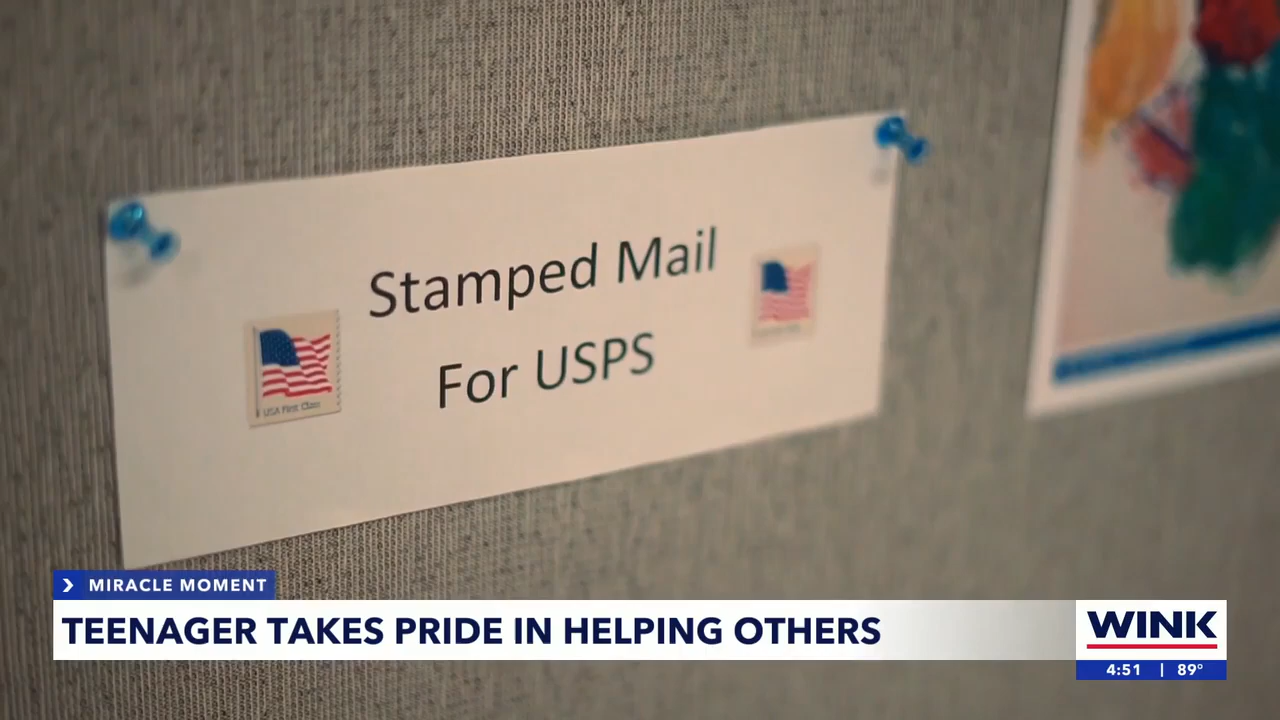 Stamped Mail
For USPS
USA First Class
MIRACLE MOMENT
TEENAGER TAKES PRIDE IN HELPING OTHERS
WINK
4:51 | 89°